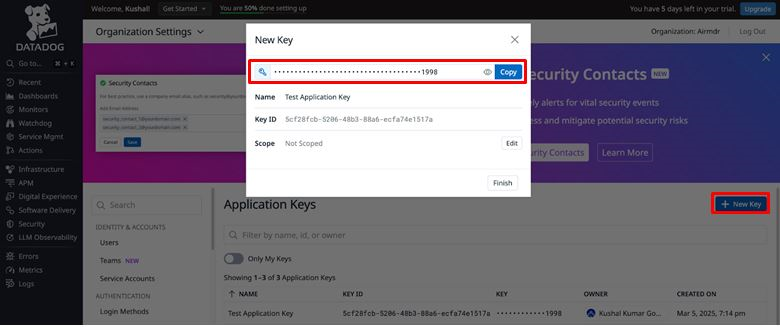 Welcome, Kushal!
Get Started
You are 50% done setting up
You have 5 days left in your trial.
Upgrade
DATADOG
Organization Settings
Organization: Airmdr
Log Out
Go to...
⌘ + K
Recent
Dashboards
Monitors
Watchdog
Service Mgmt
Actions
Infrastructure
APM
Digital Experience
Software Delivery
Security
LLM Observability
Errors
Metrics
Logs
Security Contacts
For best practice, use a company email alias, such as security@yourdomain.com
Add Email Address
security_contact_1@yourdomain.com
security_contact_2@yourdomain.com
Cancel
Save
ecurity Contacts NEW
ely alerts for vital security events
ess and mitigate potential security risks
curity Contacts
Learn More
New Key
••••••••••••••••••••••••••••••••••••1998
Copy
Name
Test Application Key
Key ID
5cf28fcb-5206-48b3-88a6-ecfa74e1517a
Scope
Not Scoped
Edit
Finish
Search
IDENTITY & ACCOUNTS
Users
Teams NEW
Service Accounts
AUTHENTICATION
Login Methods
Application Keys
+ New Key
Filter by name, id, or owner
Only My Keys
Showing 1–3 of 3 Application Keys
↑ NAME KEY ID KEY OWNER CREATED ON
Test Application Key 5cf28fcb-5206-48b3-88a6-ecfa74e1517a ••••••••••••1998 Kushal Kumar Go... Mar 5, 2025, 7:14 pm